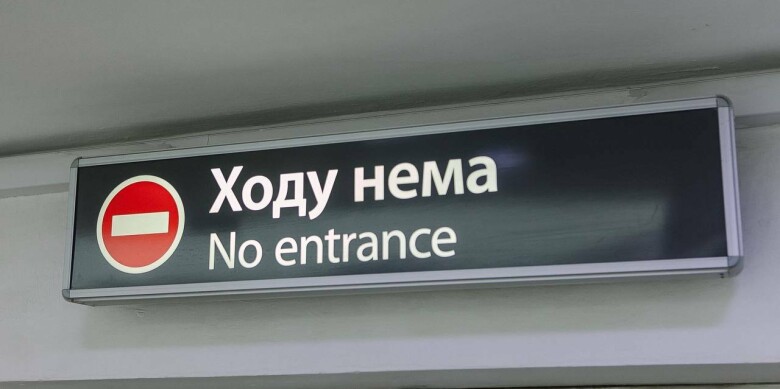 Ходу нема
No entrance